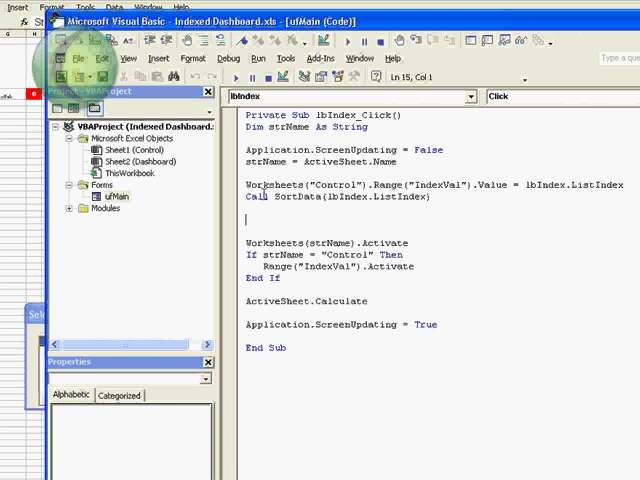 Insert Format Tools Data Window Help
Microsoft Visual Basic - Indexed Dashboard.xls - [ufMain (Code)]
File Edit View Insert Format Debug Run Tools Add-Ins Window Help
Type a que
Ln 15, Col 1
Project - VBAProject
lbIndex
Click
VBAProject (Indexed Dashboard.
Microsoft Excel Objects
Sheet1 (Control)
Sheet2 (Dashboard)
ThisWorkbook
Forms
ufMain
Modules
Private Sub lbIndex_Click()
Dim strName As String
Application.ScreenUpdating = False
strName = ActiveSheet.Name
Worksheets("Control").Range("IndexVal").Value = lbIndex.ListIndex
Call SortData(lbIndex.ListIndex)
Worksheets(strName).Activate
If strName = "Control" Then
Range("IndexVal").Activate
End If
ActiveSheet.Calculate
Application.ScreenUpdating = True
End Sub
Properties
Alphabetic Categorized
G H
0
Sele